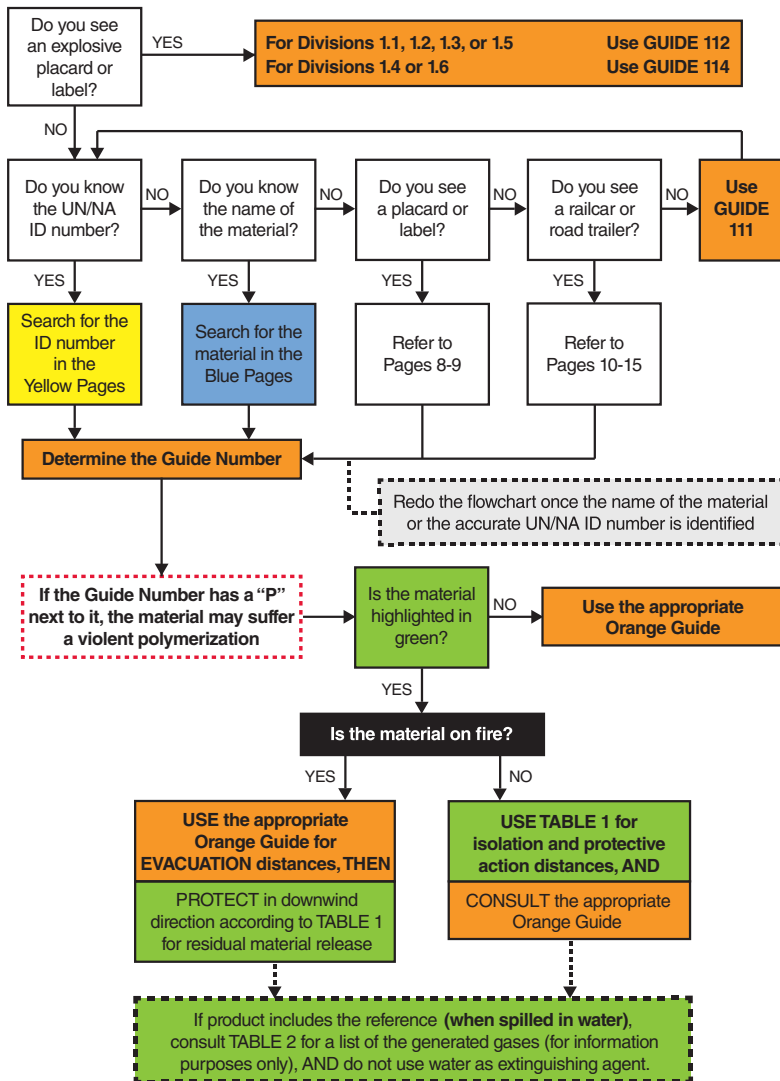 Do you see
an explosive
placard or
label?
YES
For Divisions 1.1, 1.2, 1.3, or 1.5 Use GUIDE 112
For Divisions 1.4 or 1.6 Use GUIDE 114
NO
Do you know
the UN/NA
ID number?
NO
Do you know
the name of
the material?
NO
Do you see
a placard or
label?
NO
Do you see
a railcar or
road trailer?
NO
Use
GUIDE
111
YES
YES
YES
YES
Search for the
ID number
in the
Yellow Pages
Search for the
material in the
Blue Pages
Refer to
Pages 8-9
Refer to
Pages 10-15
Determine the Guide Number
Redo the flowchart once the name of the material
or the accurate UN/NA ID number is identified
If the Guide Number has a “P”
next to it, the material may suffer
a violent polymerization
Is the material
highlighted in
green?
NO
Use the appropriate
Orange Guide
YES
Is the material on fire?
YES
NO
USE the appropriate
Orange Guide for
EVACUATION distances, THEN
PROTECT in downwind
direction according to TABLE 1
for residual material release
USE TABLE 1 for
isolation and protective
action distances, AND
CONSULT the appropriate
Orange Guide
If product includes the reference (when spilled in water),
consult TABLE 2 for a list of the generated gases (for information
purposes only), AND do not use water as extinguishing agent.